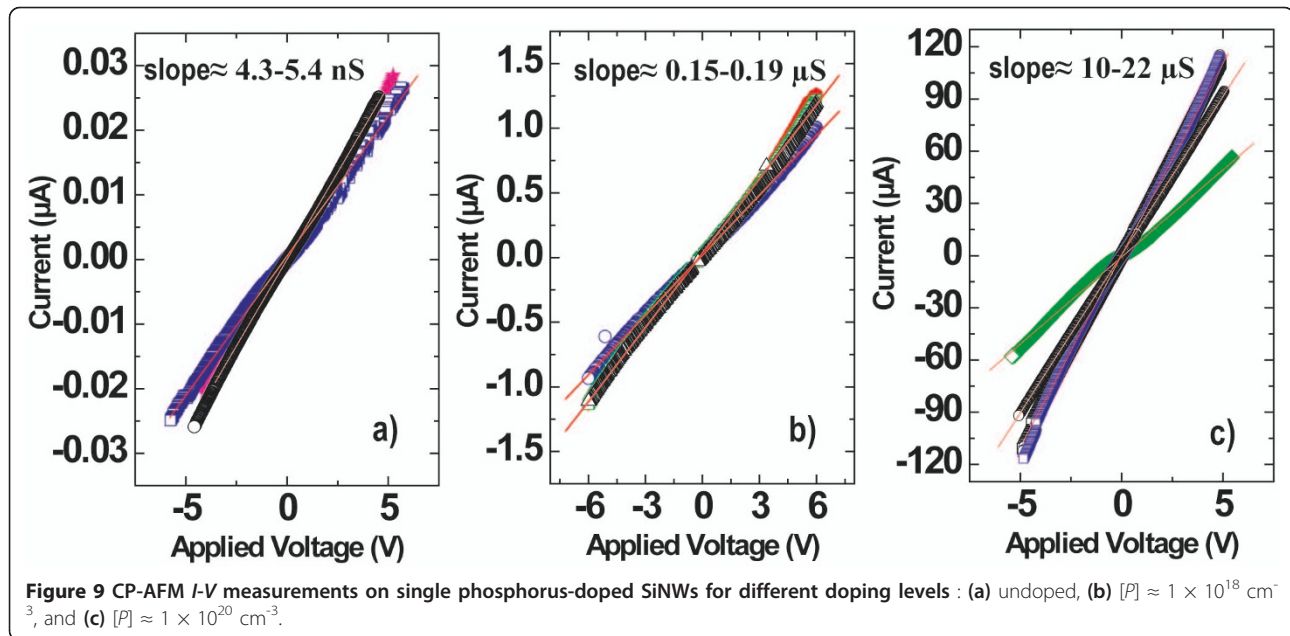 slope≈ 4.3-5.4 nS
0.03
0.02
0.01
0.00
-0.01
-0.02
-0.03
Current (µA)
-5
0
5
Applied Voltage (V)
a)
slope≈ 0.15-0.19 µS
1.5
1.0
0.5
0.0
-0.5
-1.0
-1.5
Current (µA)
-6
-3
0
3
6
Applied Voltage (V)
b)
slope≈ 10-22 µS
120
90
60
30
0
-30
-60
-90
-120
Current (µA)
-5
0
5
Applied Voltage (V)
c)
Figure 9 CP-AFM I-V measurements on single phosphorus-doped SiNWs for different doping levels : (a) undoped, (b) [P] ≈ 1 × 10¹⁸ cm⁻
³, and (c) [P] ≈ 1 × 10²⁰ cm⁻³.